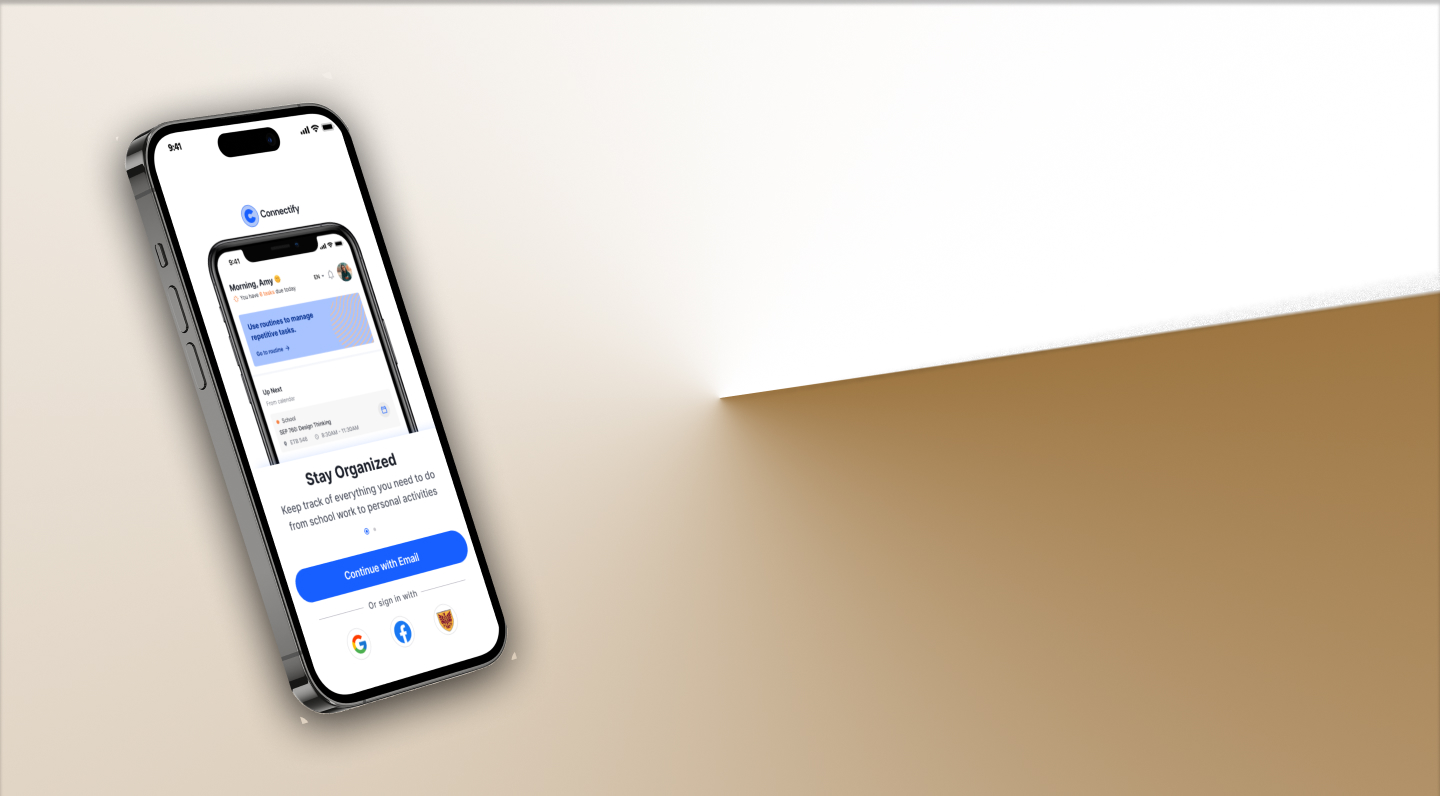 9:41
Connectify
9:41
Morning, Amy
EN
You have 6 tasks due today
Use routines to manage
repetitive tasks.
Go to routine →
Up Next
From calendar
School
SEP 760: Design Thinking
ETB 548
8:30AM - 11:30AM
Stay Organized
Keep track of everything you need to do
from school work to personal activities
Continue with Email
Or sign in with